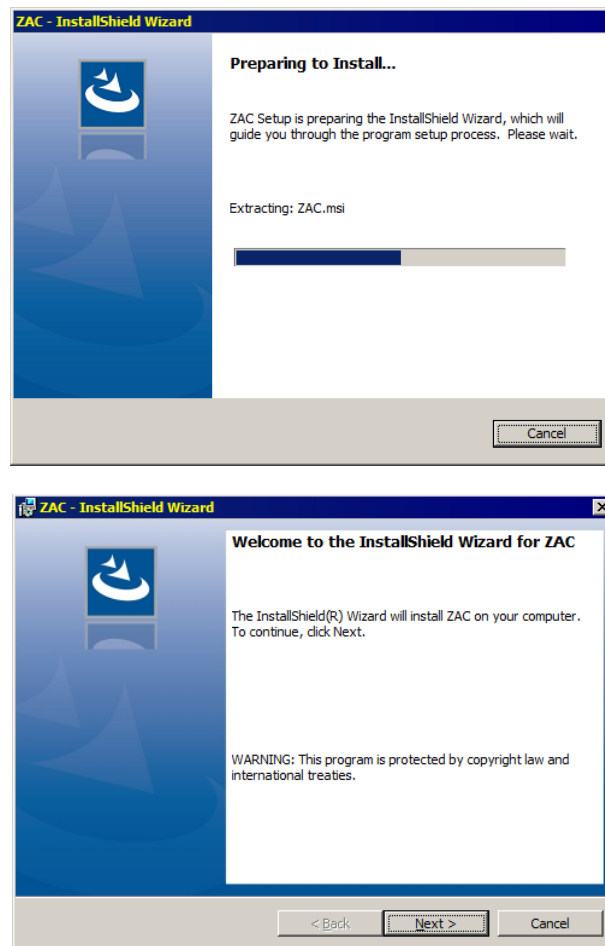 ZAC - InstallShield Wizard
Preparing to Install...
ZAC Setup is preparing the InstallShield Wizard, which will
guide you through the program setup process.  Please wait.
Extracting: ZAC.msi
Cancel
ZAC - InstallShield Wizard
Welcome to the InstallShield Wizard for ZAC
The InstallShield(R) Wizard will install ZAC on your computer.
To continue, click Next.
WARNING: This program is protected by copyright law and
international treaties.
< Back Next > Cancel